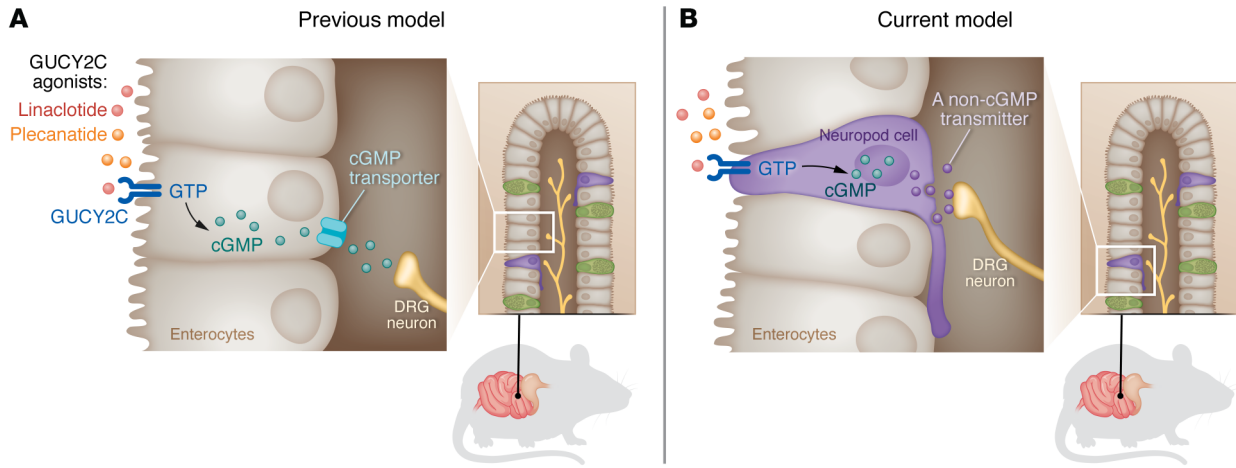 A
Previous model
GUCY2C
agonists:
Linaclotide
Plecanatide
GTP
GUCY2C
cGMP
cGMP
transporter
DRG
neuron
Enterocytes
B
Current model
A non-cGMP
transmitter
Neuropod cell
GTP
cGMP
DRG
neuron
Enterocytes